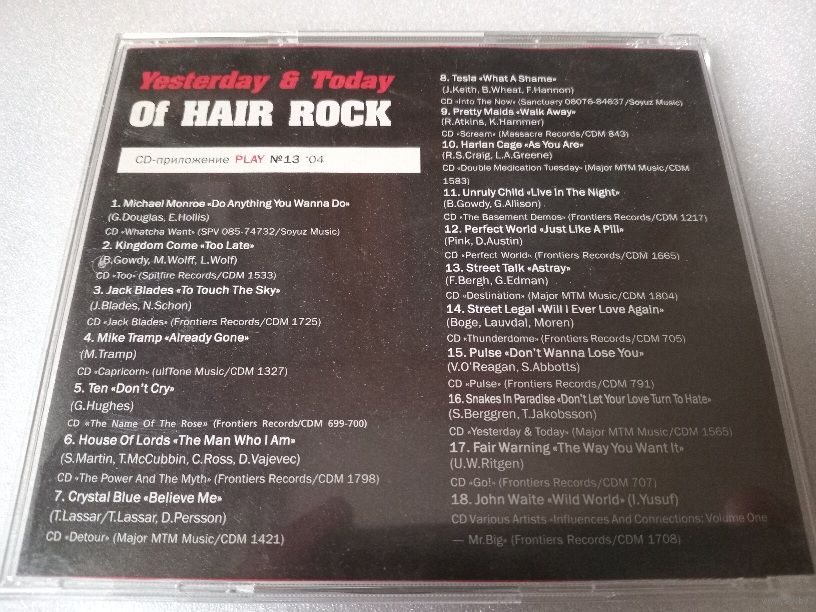 Yesterday & Today
Of HAIR ROCK
CD-приложение PLAY №13 '04
1. Michael Monroe «Do Anything You Wanna Do»
(G.Douglas, E.Hollis)
CD «Whatcha Want» (SPV 085-74732/Soyuz Music)
2. Kingdom Come «Too Late»
(B.Gowdy, M.Wolff, L.Wolf)
CD «Too» (Spitfire Records/CDM 1533)
3. Jack Blades «To Touch The Sky»
(J.Blades, N.Schon)
CD «Jack Blades» (Frontiers Records/CDM 1725)
4. Mike Tramp «Already Gone»
(M.Tramp)
CD «Capricorn» (ulfTone Music/CDM 1327)
5. Ten «Don't Cry»
(G.Hughes)
CD «The Name Of The Rose» (Frontiers Records/CDM 699-700)
6. House Of Lords «The Man Who I Am»
(S.Martin, T.McCubbin, C.Ross, D.Vajevec)
CD «The Power And The Myth» (Frontiers Records/CDM 1798)
7. Crystal Blue «Believe Me»
(T.Lassar/T.Lassar, D.Persson)
CD «Detour» (Major MTM Music/CDM 1421)
8. Tesla «What A Shame»
(J.Keith, B.Wheat, F.Hannon)
CD «Into The Now» (Sanctuary 08076-84637/Soyuz Music)
9. Pretty Maids «Walk Away»
(R.Atkins, K.Hammer)
CD «Scream» (Massacre Records/CDM 843)
10. Harlan Cage «As You Are»
(R.S.Craig, L.A.Greene)
CD «Double Medication Tuesday» (Major MTM Music/CDM
1583)
11. Unruly Child «Live In The Night»
(B.Gowdy, G.Allison)
CD «The Basement Demos» (Frontiers Records/CDM 1217)
12. Perfect World «Just Like A Pill»
(Pink, D.Austin)
CD «Perfect World» (Frontiers Records/CDM 1665)
13. Street Talk «Astray»
(F.Bergh, G.Edman)
CD «Destination» (Major MTM Music/CDM 1804)
14. Street Legal «Will I Ever Love Again»
(Boge, Lauvdal, Moren)
CD «Thunderdome» (Frontiers Records/CDM 705)
15. Pulse «Don't Wanna Lose You»
(V.O'Reagan, S.Abbotts)
CD «Pulse» (Frontiers Records/CDM 791)
16. Snakes In Paradise «Don't Let Your Love Turn To Hate»
(S.Berggren, T.Jakobsson)
CD «Yesterday & Today» (Major MTM Music/CDM 1565)
17. Fair Warning «The Way You Want It»
(U.W.Ritgen)
CD «Go!» (Frontiers Records/CDM 707)
18. John Waite «Wild World» (I.Yusuf)
CD Various Artists «Influences And Connections: Volume One
— Mr.Big» (Frontiers Records/CDM 1708)